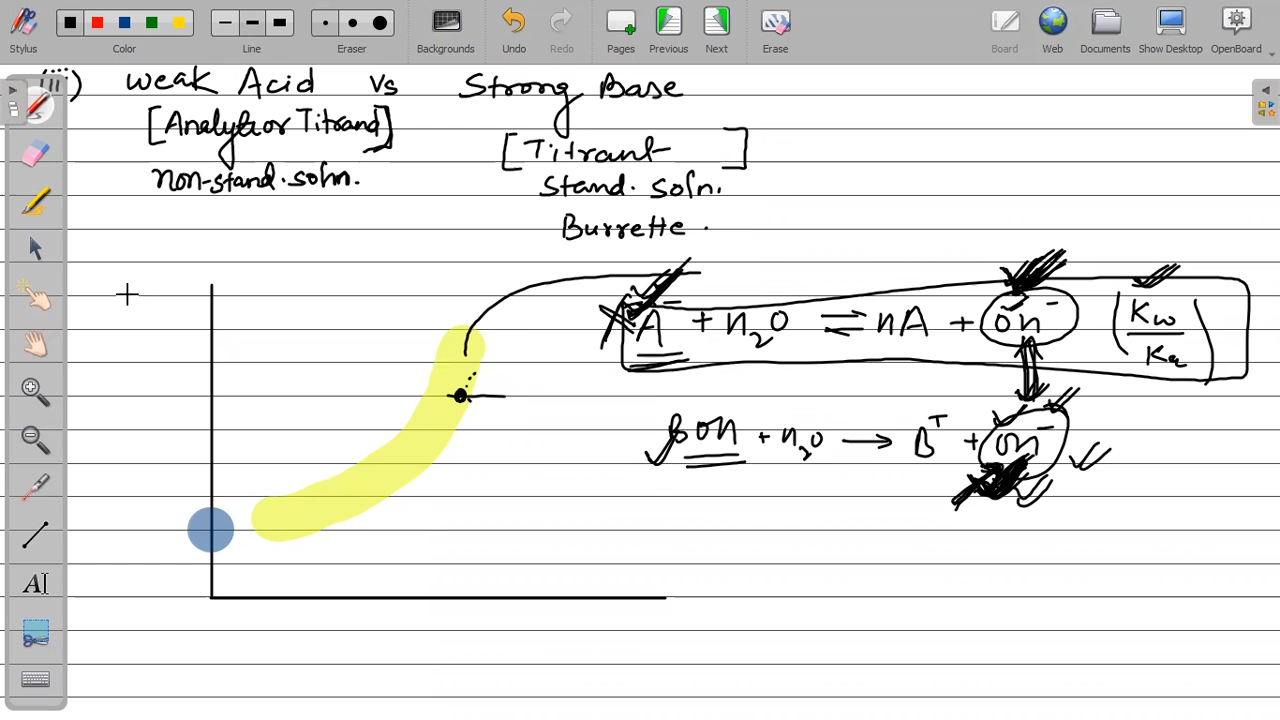 Stylus Color Line Eraser Backgrounds Undo Redo Pages Previous Next Erase Board Web Documents Show Desktop OpenBoard
(iii) Weak Acid Vs Strong Base
[Analyte or Titrand] [Titrant ]
non-stand. soln. stand. soln.
Burrette.
A⁻ + H₂O ⇌ HA + OH⁻ (Kw/Ka)
BOH + H₂O → B⁺ + OH⁻